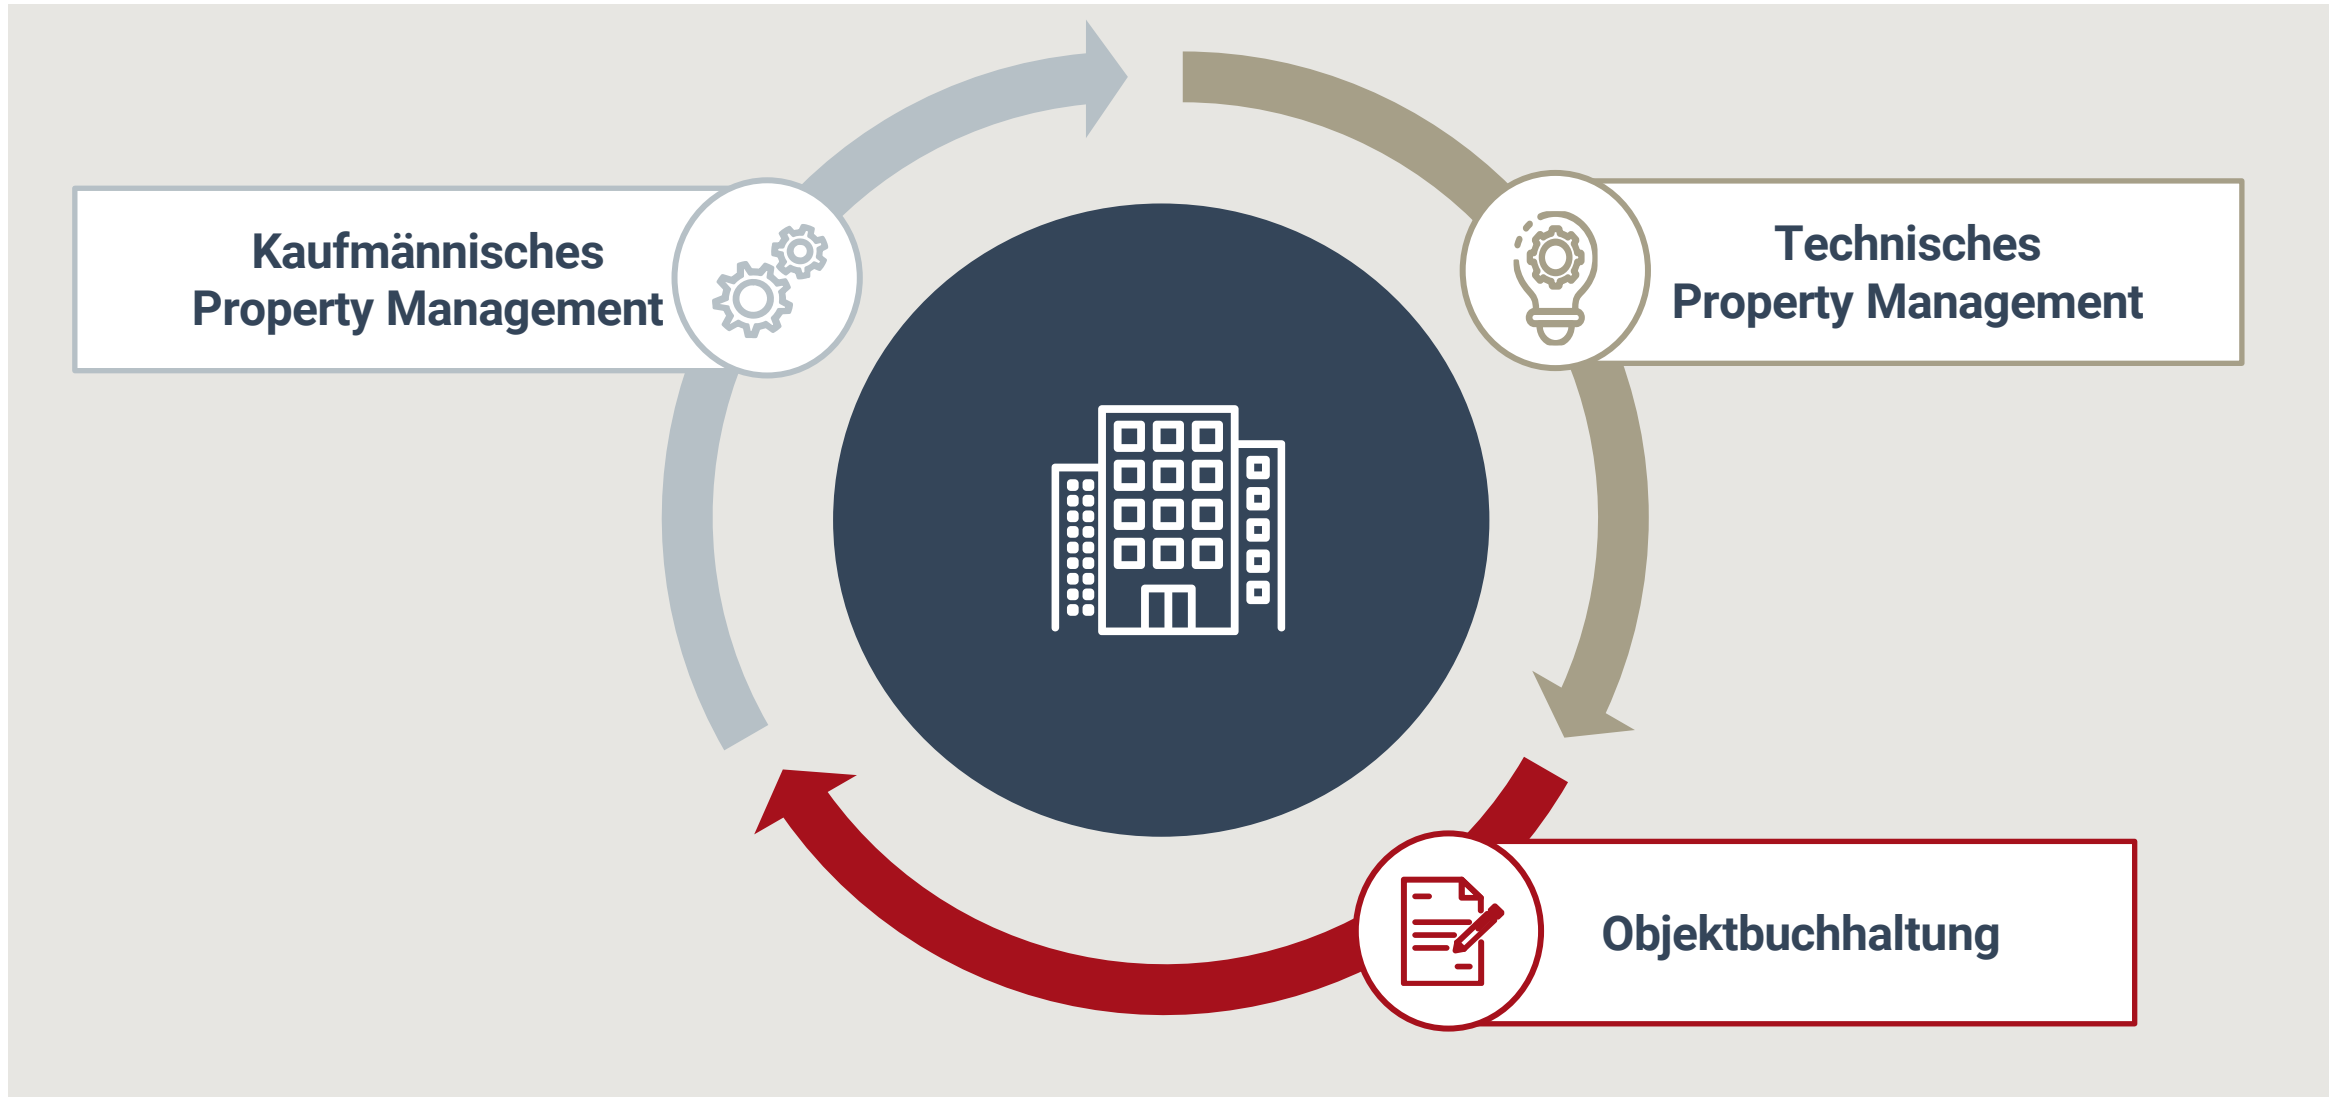 Kaufmännisches
Property Management
Technisches
Property Management
Objektbuchhaltung